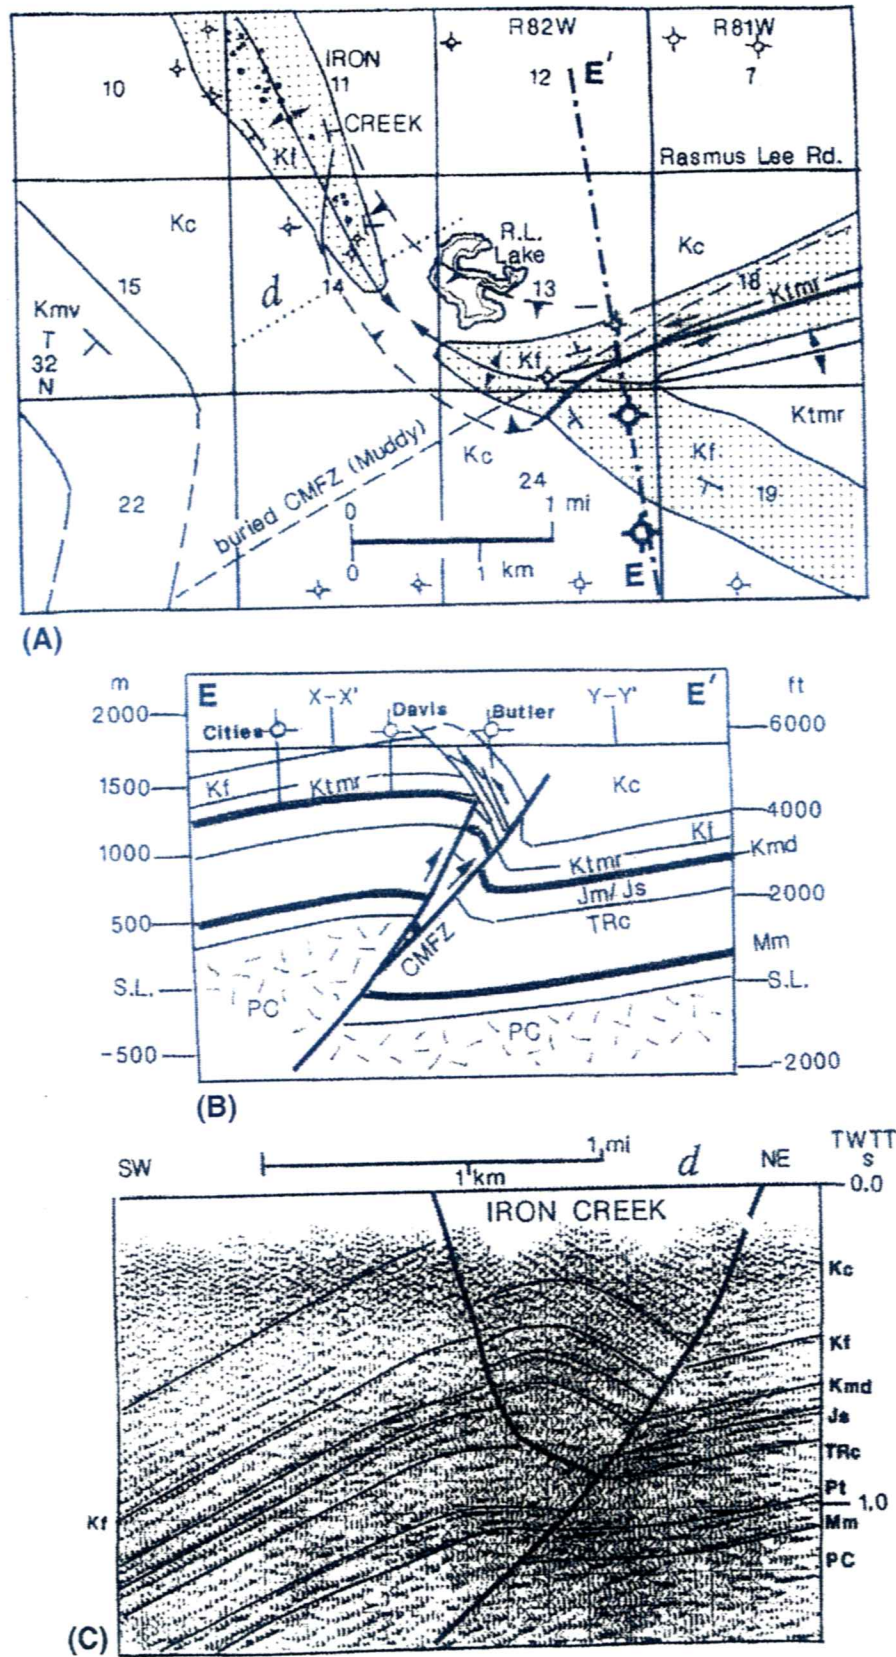 R82W R81W
10 IRON 11 12 E′ 7
CREEK
Kf
Rasmus Lee Rd.
Kc R.L. Lake Kc
15 d 14 13 18 Ktmr
Kmv
T
32
N
Kf
Ktmr
Kc Kf
buried CMFZ (Muddy)
22 24 19
0 1 mi
0 1 km
E
(A)
m E X-X' Davis Butler Y-Y' E′ ft
2000 Cities 6000
1500 Kf Ktmr Kc
4000
Kf
1000 Ktmr Kmd
Jm/Js 2000
500 TRc
CMFZ Mm
S.L. S.L.
PC PC
-500 -2000
(B)
SW 1 mi d NE TWTT
s
1 km 0.0
IRON CREEK
Kc
Kf
Kmd
Js
TRc
Pt
1.0
Kf Mm
PC
(C)